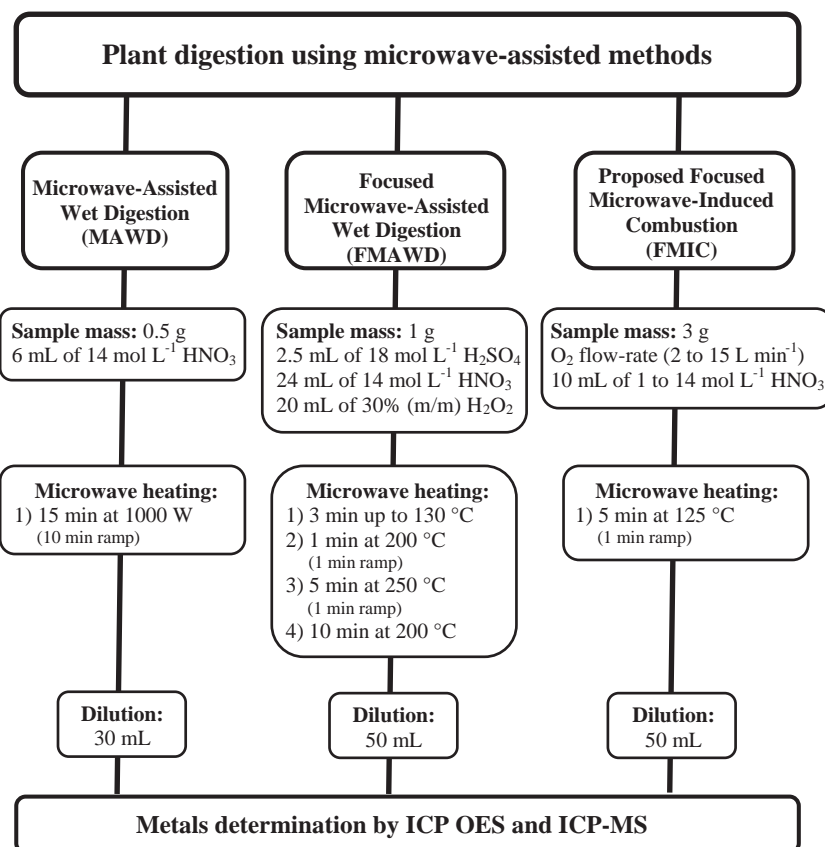 Plant digestion using microwave-assisted methods
Microwave-Assisted
Wet Digestion
(MAWD)
Sample mass: 0.5 g
6 mL of 14 mol L⁻¹ HNO₃
Microwave heating:
1) 15 min at 1000 W
(10 min ramp)
Dilution:
30 mL
Focused
Microwave-Assisted
Wet Digestion
(FMAWD)
Sample mass: 1 g
2.5 mL of 18 mol L⁻¹ H₂SO₄
24 mL of 14 mol L⁻¹ HNO₃
20 mL of 30% (m/m) H₂O₂
Microwave heating:
1) 3 min up to 130 °C
2) 1 min at 200 °C
(1 min ramp)
3) 5 min at 250 °C
(1 min ramp)
4) 10 min at 200 °C
Dilution:
50 mL
Proposed Focused
Microwave-Induced
Combustion
(FMIC)
Sample mass: 3 g
O₂ flow-rate (2 to 15 L min⁻¹)
10 mL of 1 to 14 mol L⁻¹ HNO₃
Microwave heating:
1) 5 min at 125 °C
(1 min ramp)
Dilution:
50 mL
Metals determination by ICP OES and ICP-MS